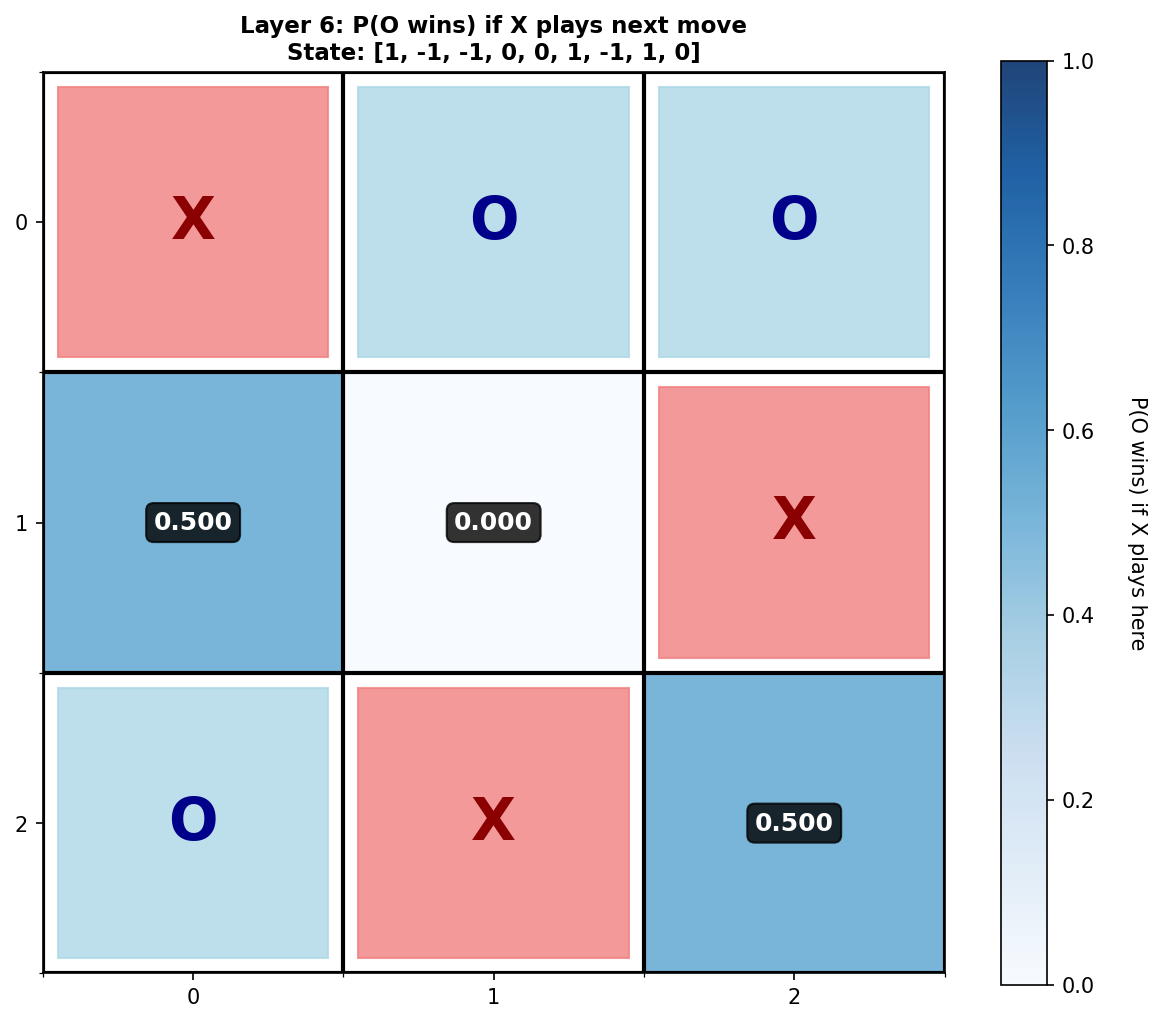 Layer 6: P(O wins) if X plays next move
State: [1, -1, -1, 0, 0, 1, -1, 1, 0]
X O O
0
0.500 0.000 X
1
O X 0.500
2
0 1 2
1.0
0.8
0.6
0.4
0.2
0.0
P(O wins) if X plays here